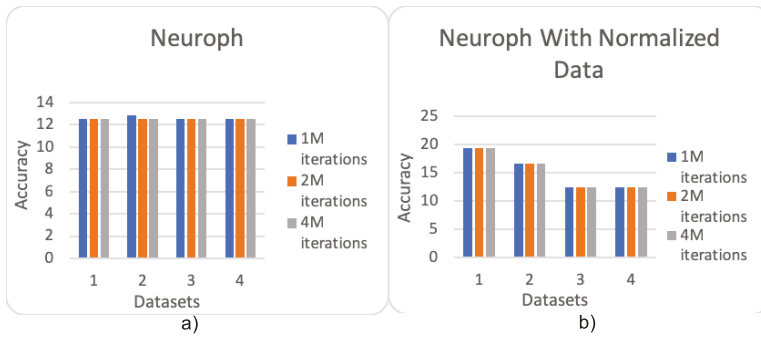 Neuroph
14
12
10
8
6
4
2
0
Accuracy
1 2 3 4
Datasets
1M
iterations
2M
iterations
4M
iterations
a)
Neuroph With Normalized
Data
25
20
15
10
5
0
Accuracy
1 2 3 4
Datasets
1M
iterations
2M
iterations
4M
iterations
b)